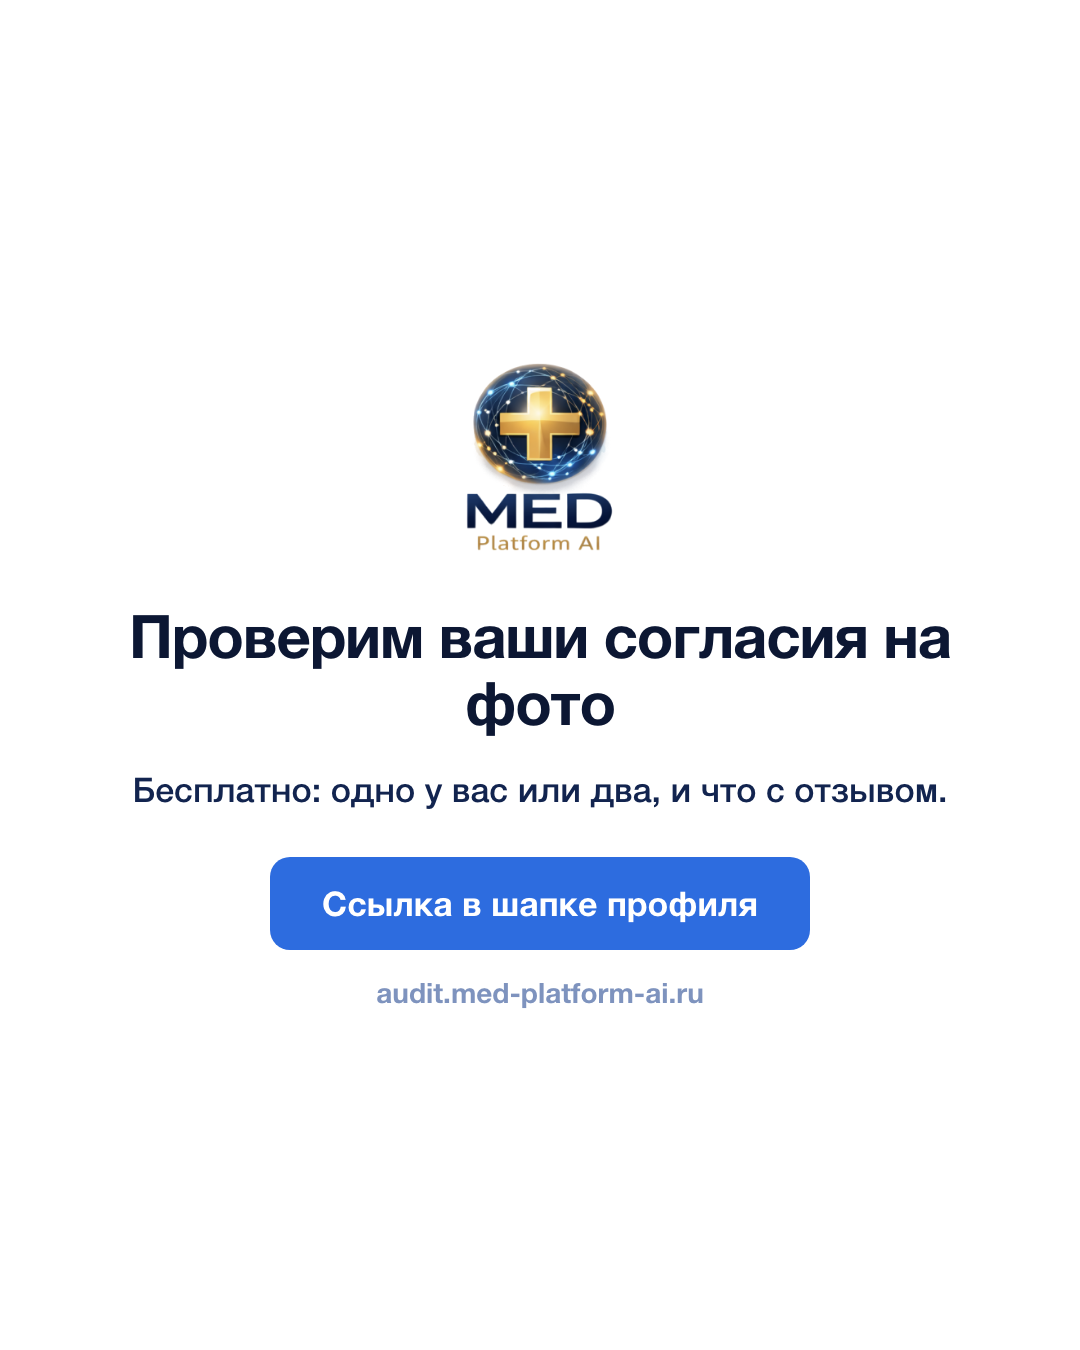 MED
Platform AI
Проверим ваши согласия на
фото
Бесплатно: одно у вас или два, и что с отзывом.
Ссылка в шапке профиля
audit.med-platform-ai.ru